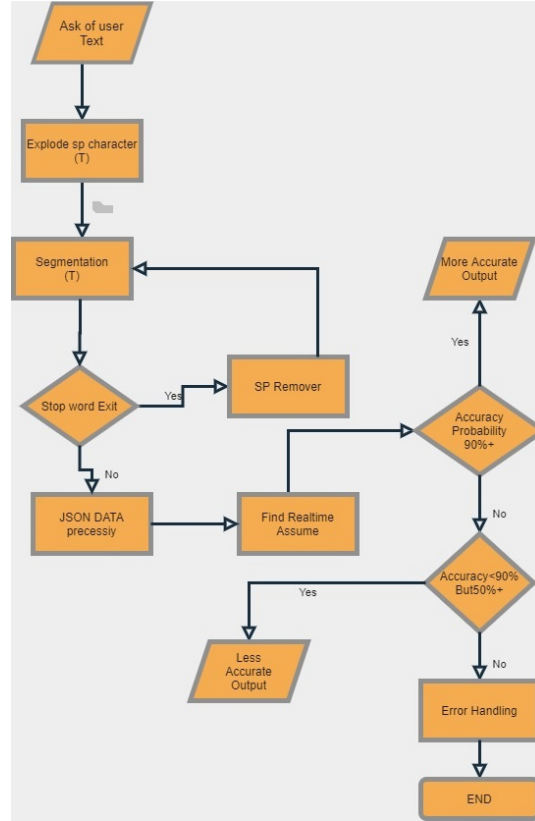 Ask of user
Text
Explode sp character
(T)
Segmentation
(T)
More Accurate
Output
Yes
Stop word Exit
Yes
SP Remover
Accuracy
Probability
90%+
No
JSON DATA
precessiy
Find Realtime
Assume
No
Accuracy<90%
But50%+
Yes
Less
Accurate
Output
No
Error Handling
END